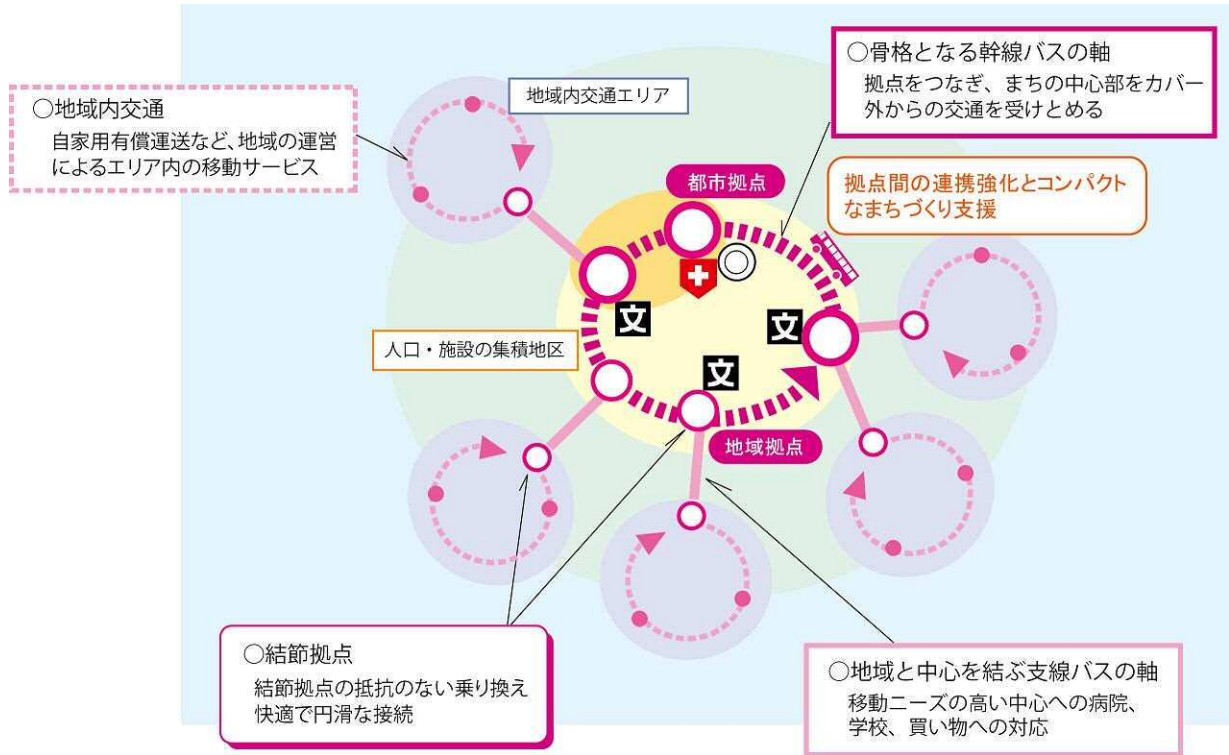 ○骨格となる幹線バスの軸
拠点をつなぎ、まちの中心部をカバー
外からの交通を受けとめる
○地域内交通
自家用有償運送など、地域の運営
によるエリア内の移動サービス
地域内交通エリア
都市拠点
拠点間の連携強化とコンパクト
なまちづくり支援
文
文
人口・施設の集積地区
文
地域拠点
○結節拠点
結節拠点の抵抗のない乗り換え
快適で円滑な接続
○地域と中心を結ぶ支線バスの軸
移動ニーズの高い中心への病院、
学校、買い物への対応